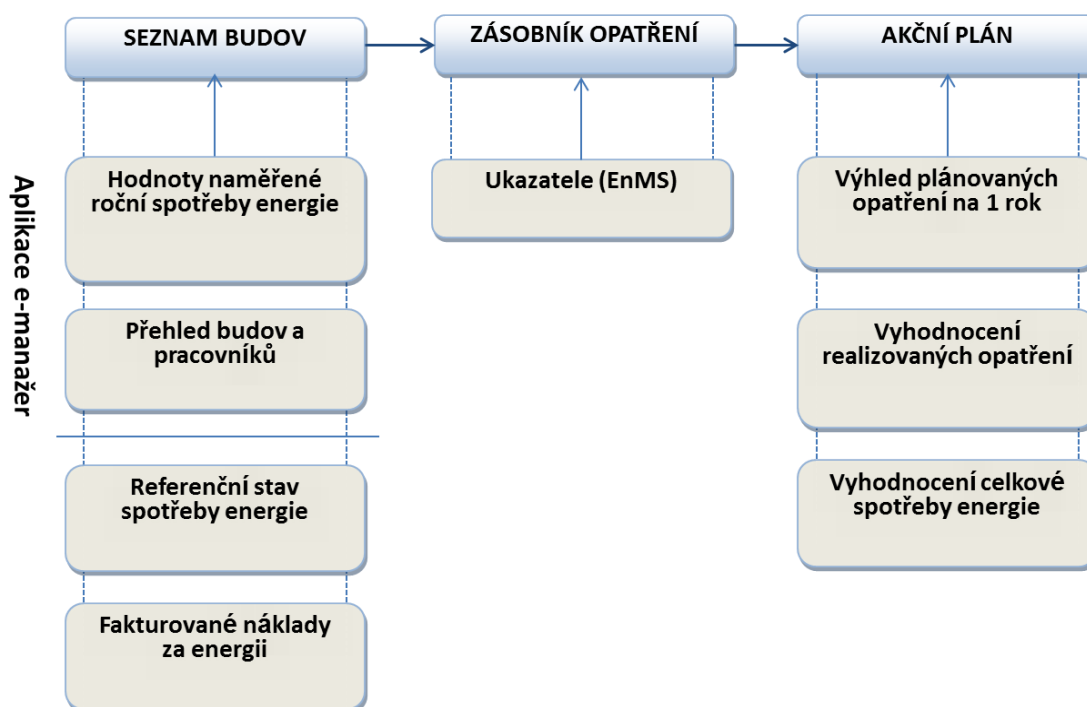 SEZNAM BUDOV
ZÁSOBNÍK OPATŘENÍ
AKČNÍ PLÁN
Aplikace e-manažer
Hodnoty naměřené
roční spotřeby energie
Přehled budov a
pracovníků
Referenční stav
spotřeby energie
Fakturované náklady
za energii
Ukazatele (EnMS)
Výhled plánovaných
opatření na 1 rok
Vyhodnocení
realizovaných opatření
Vyhodnocení celkové
spotřeby energie